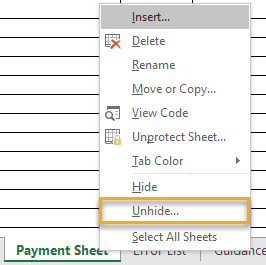 Insert...
Delete
Rename
Move or Copy...
View Code
Unprotect Sheet...
Tab Color
Hide
Unhide...
Select All Sheets
Payment Sheet Error List Guidance